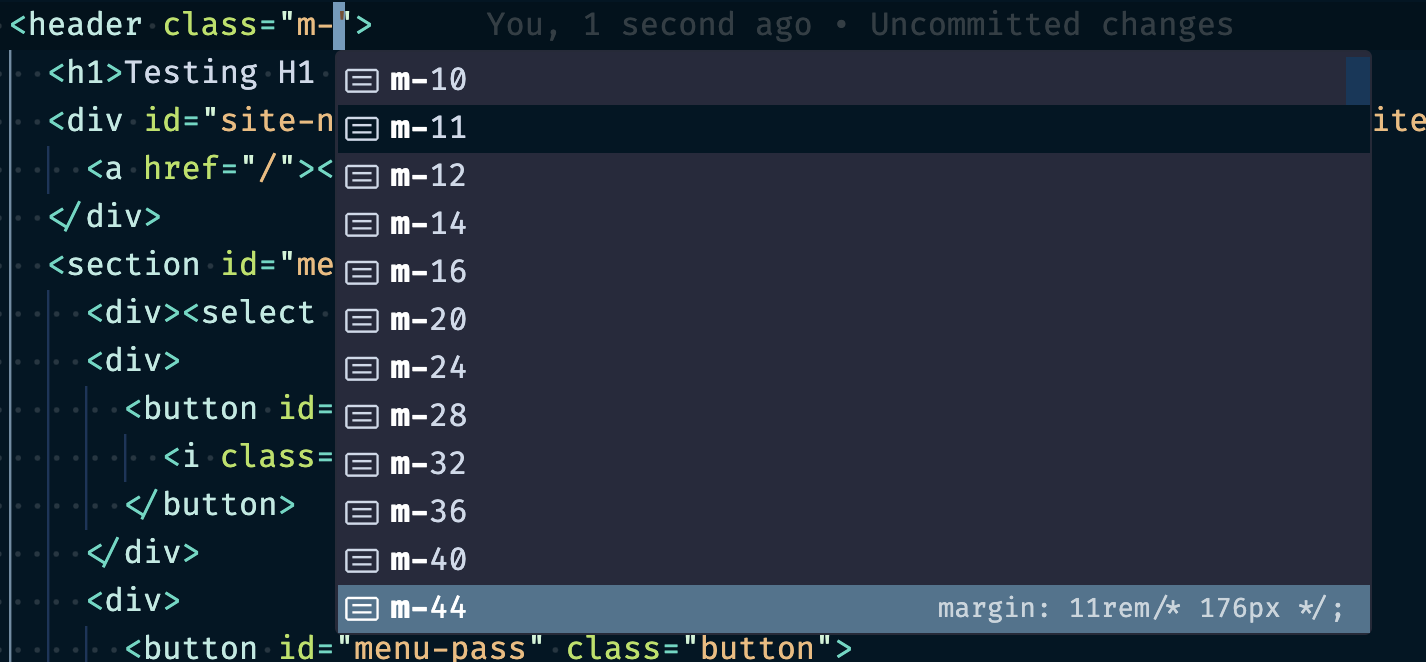 <header class="m-"> You, 1 second ago • Uncommitted changes
<h1>Testing H1
<div id="site-n
ite
<a href="/"><
</div>
<section id="me
<div><select
<div>
<button id=
<i class=
</button>
</div>
<div>
<button id="menu-pass" class="button">
m-10
m-11
m-12
m-14
m-16
m-20
m-24
m-28
m-32
m-36
m-40
m-44 margin: 11rem/* 176px */;